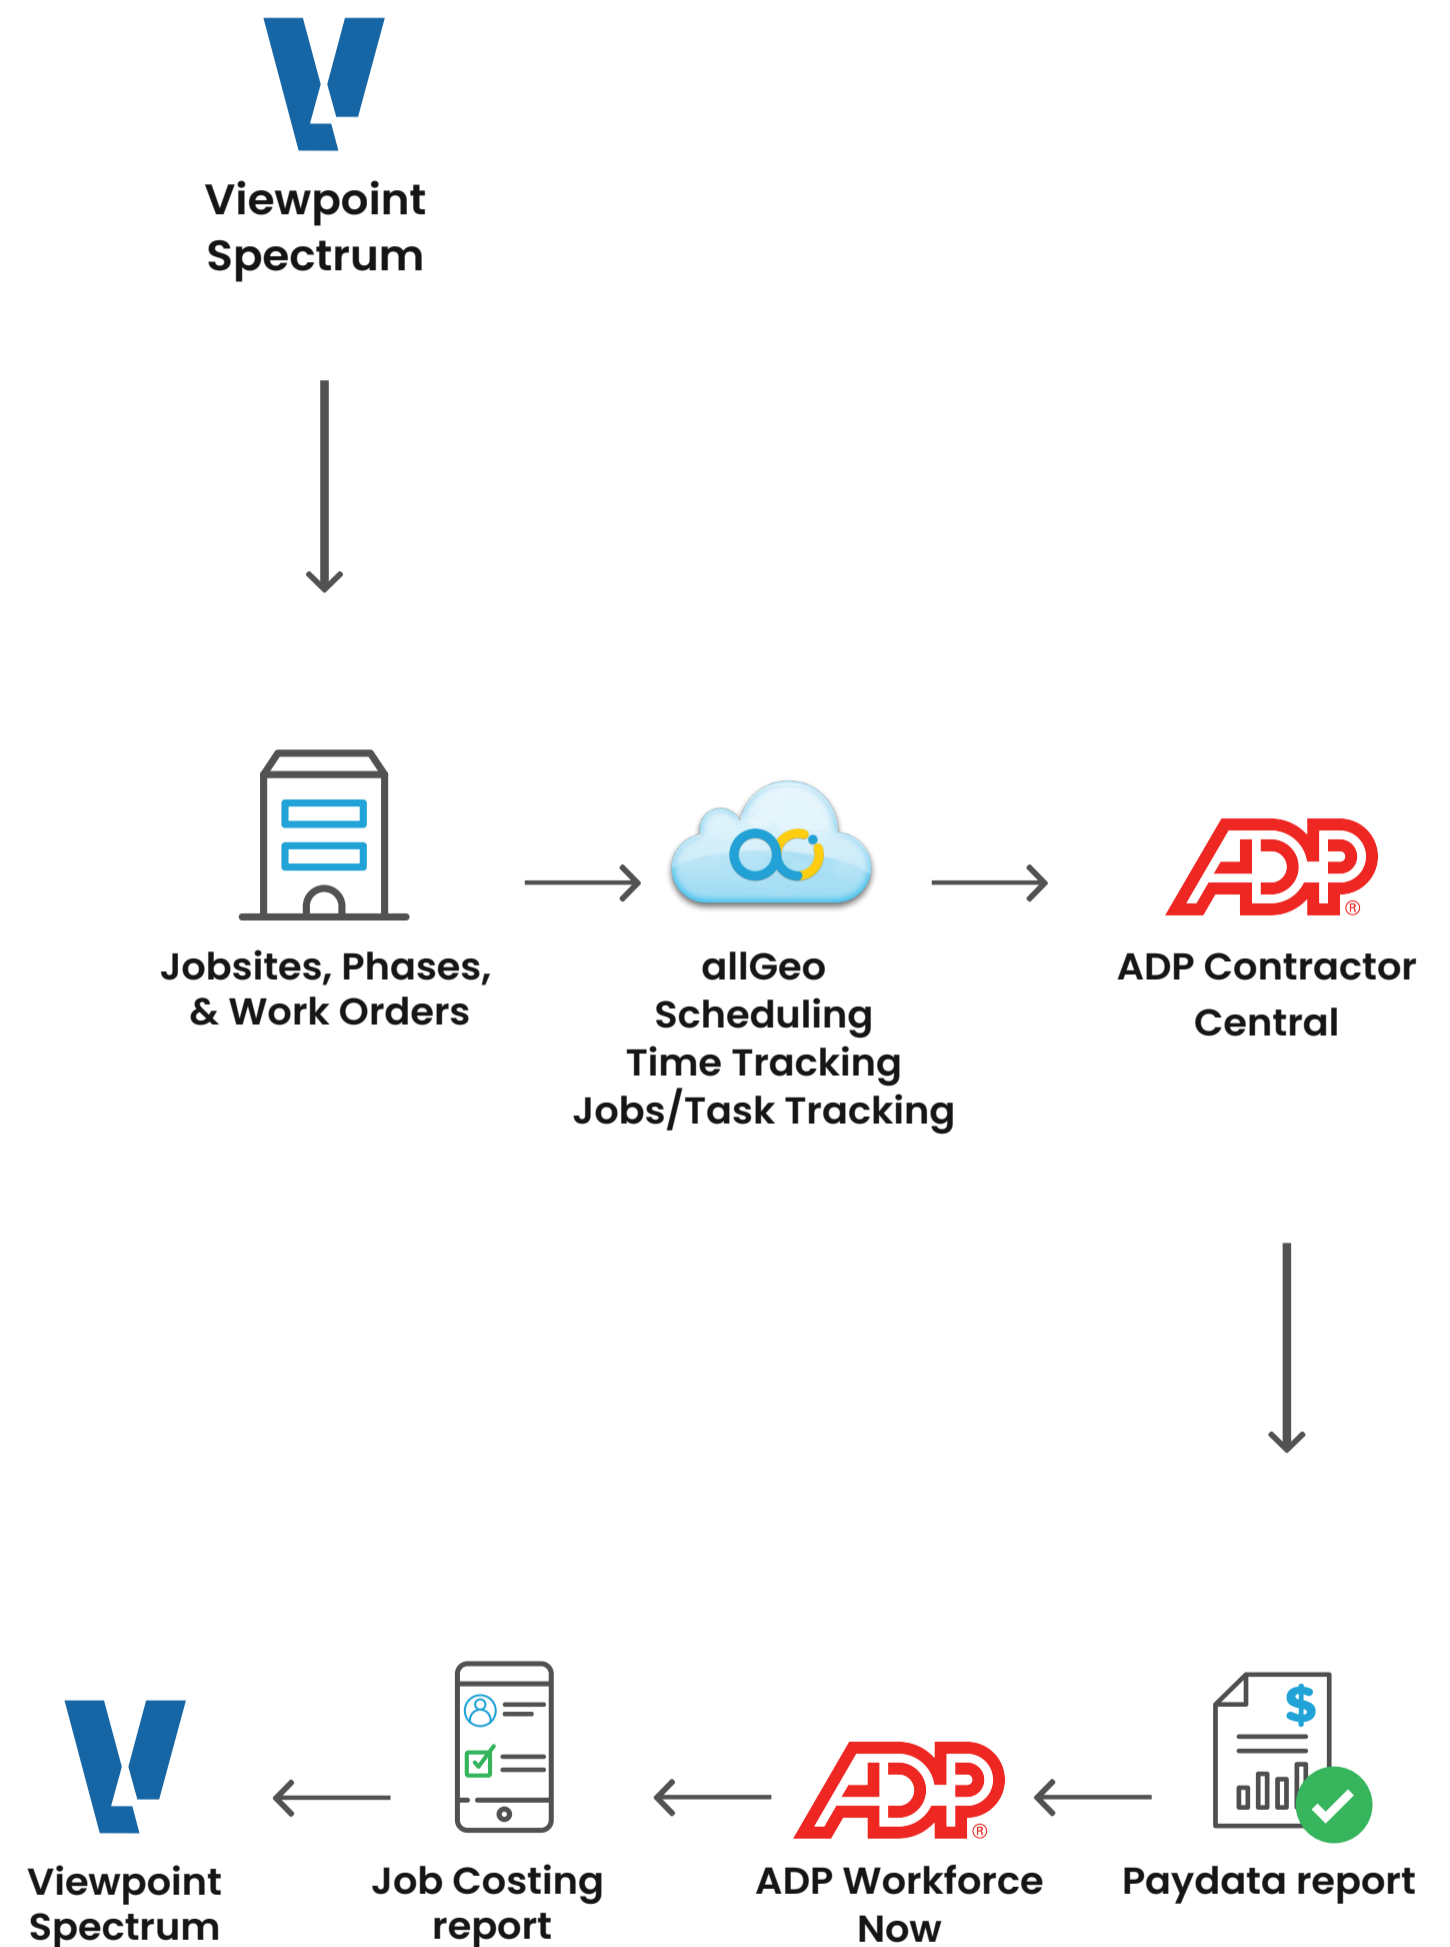 Viewpoint
Spectrum
Jobsites, Phases,
& Work Orders
allGeo
Scheduling
Time Tracking
Jobs/Task Tracking
ADP®
ADP Contractor
Central
Viewpoint
Spectrum
Job Costing
report
ADP®
ADP Workforce
Now
$
Paydata report